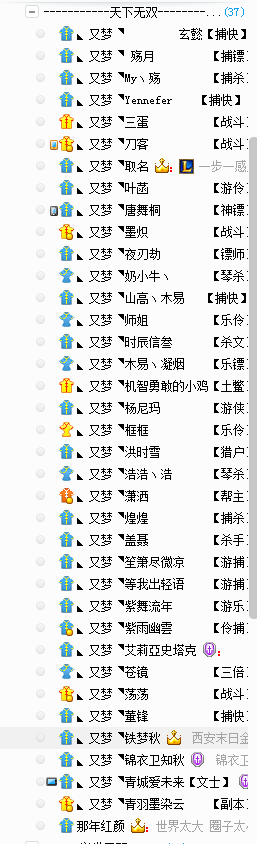 天下无双--------...(37)
又梦 玄懿【捕快】
又梦 殇月 【捕镖
又梦 My丶殇 【捕杀
又梦 Yennefer 【捕快】
又梦 三蛋 【战斗
又梦 刀客 【战斗
又梦 取名 一步一感
又梦 叶菡 【游伶
又梦 唐舞桐 【神镖
又梦 墨炽 【战斗
又梦 夜刃劫 【镖师
又梦 奶小牛丶 【琴杀
又梦 山高丶木易 【捕快】
又梦 师姐 【乐伶
又梦 时辰信誊 【杀文
又梦 木易丶凝烟 【乐镖
又梦 机智勇敢的小鸡【土鳖
又梦 杨尼玛 【游侠
又梦 框框 【乐伶
又梦 洪时雪 【猎户
又梦 浩浩丶浩 【琴杀
又梦 潇洒 【帮主
又梦 煌煌 【捕杀
又梦 盖聂 【杀手
又梦 笙箫尽微凉 【游捕
又梦 等我出轻语 【游捕
又梦 紫舞流年 【游乐
又梦 紫雨幽雲 【伶捕
又梦 艾莉亞史塔克
又梦 苍镜 【三倍
又梦 荡荡 【战斗
又梦 董锋 【捕快
又梦 铁梦秋 西安末日金
又梦 锦衣卫知秋 锦衣卫
又梦 青城爱未来【文士】
又梦 青羽墨染云 【副本
那年红颜 世界太大 圈子太